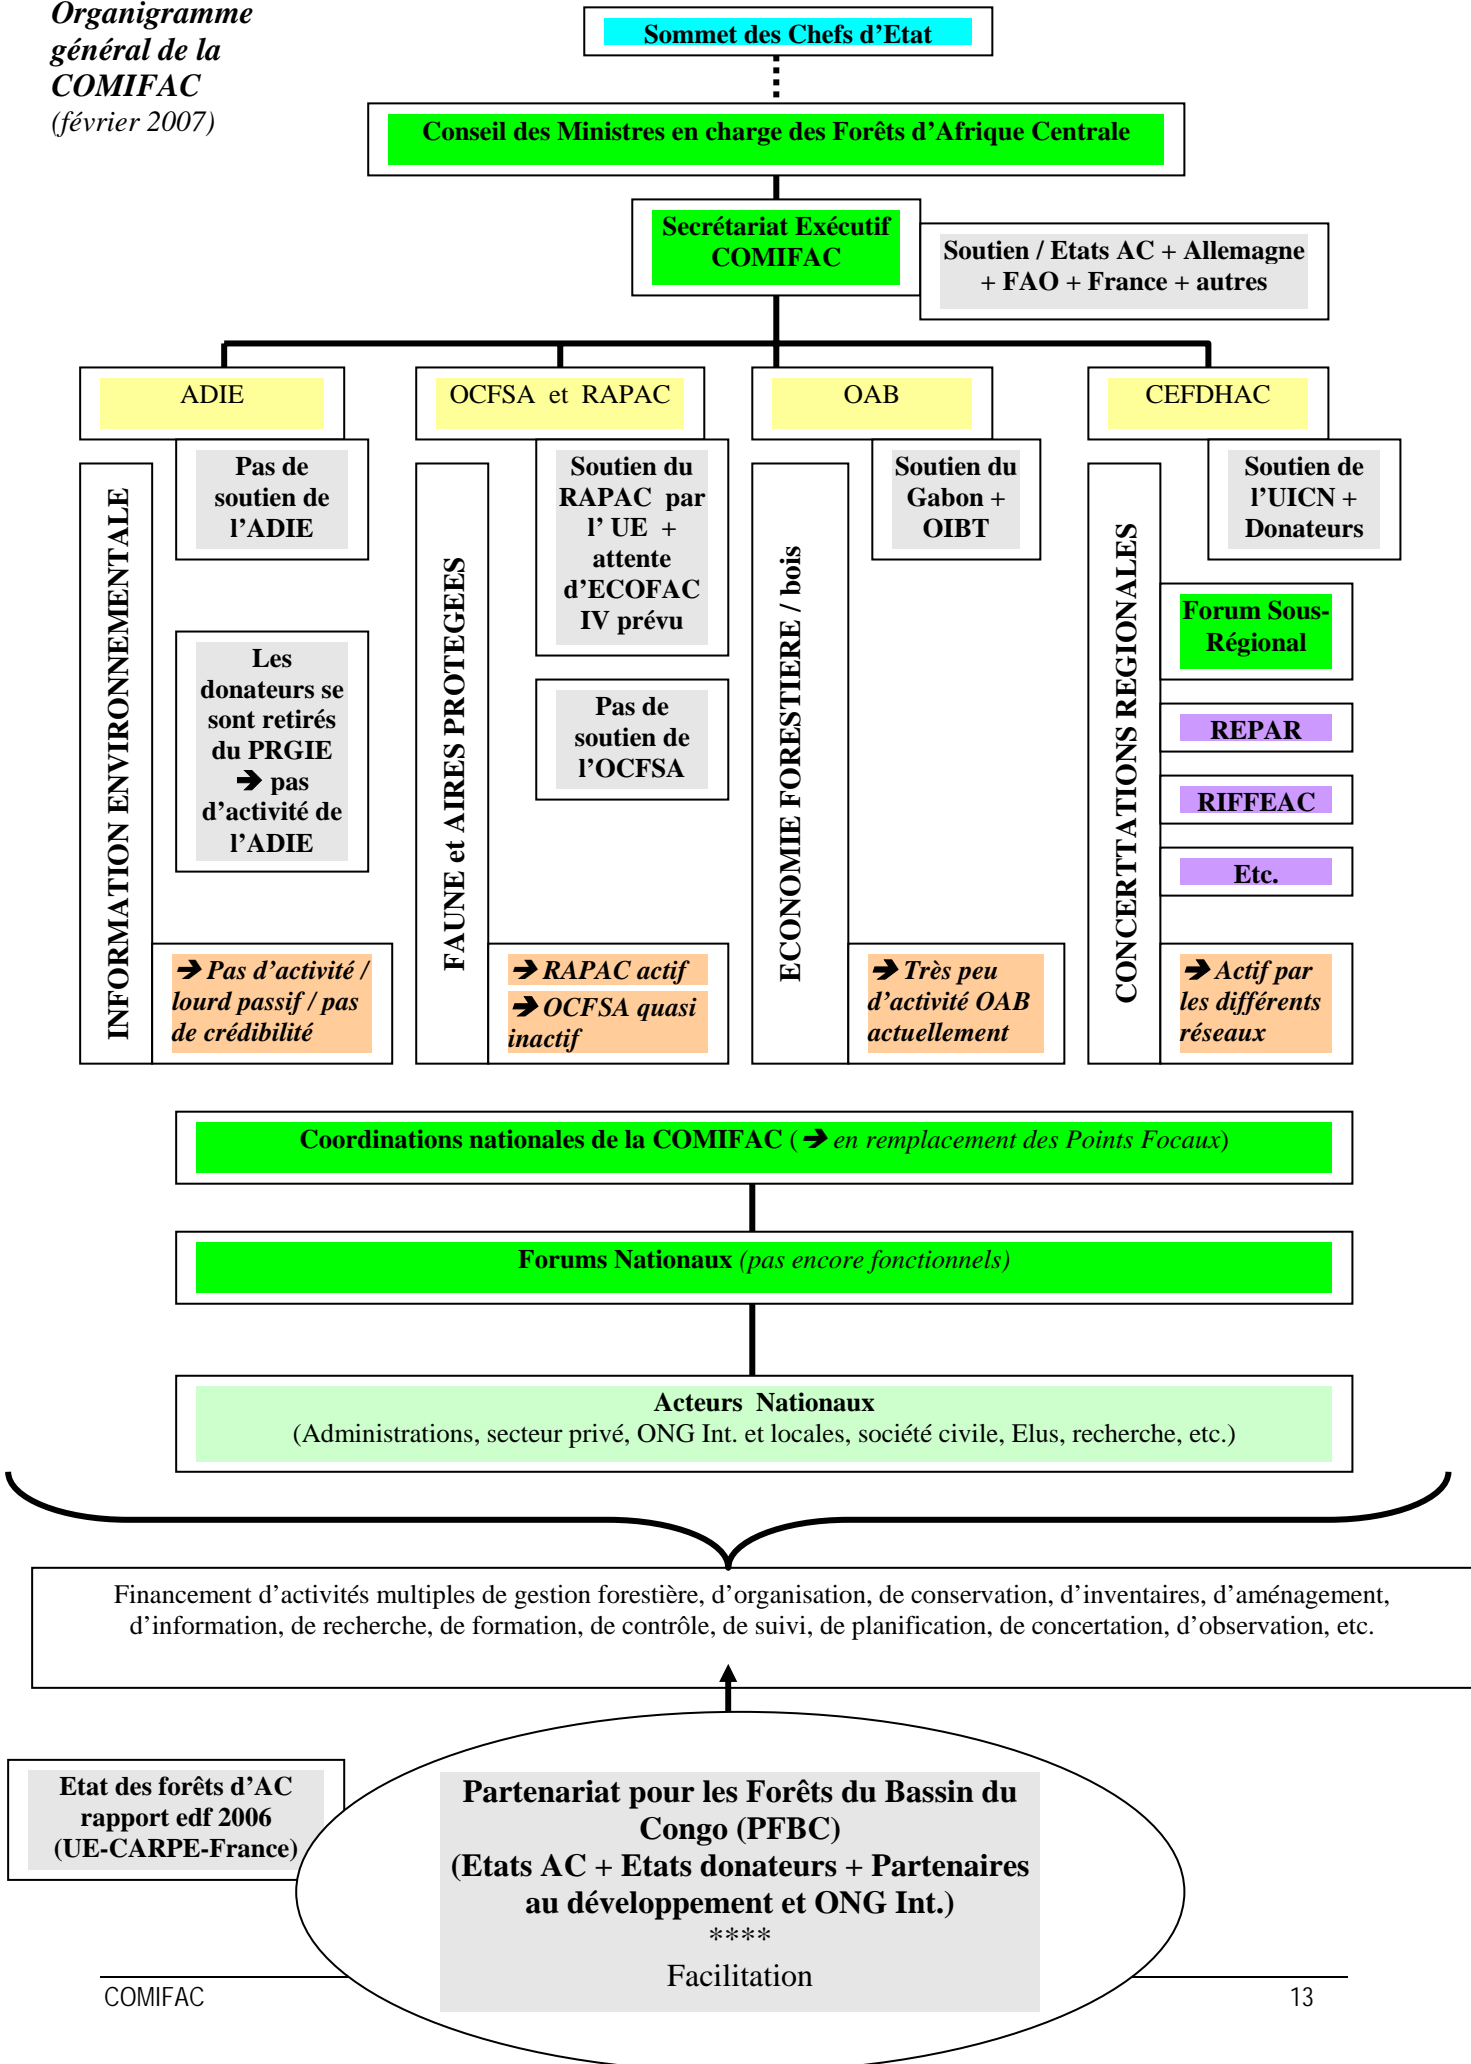 Organigramme
général de la
COMIFAC
(février 2007)
Sommet des Chefs d’Etat
Conseil des Ministres en charge des Forêts d’Afrique Centrale
Secrétariat Exécutif
COMIFAC
Soutien / Etats AC + Allemagne
+ FAO + France + autres
ADIE
Pas de
soutien de
l’ADIE
INFORMATION ENVIRONNEMENTALE
Les
donateurs se
sont retirés
du PRGIE
➔ pas
d’activité de
l’ADIE
➔ Pas d’activité /
lourd passif / pas
de crédibilité
OCFSA et RAPAC
Soutien du
RAPAC par
l’ UE +
attente
d’ECOFAC
IV prévu
FAUNE et AIRES PROTEGEES
Pas de
soutien de
l’OCFSA
➔ RAPAC actif
➔ OCFSA quasi
inactif
OAB
Soutien du
Gabon +
OIBT
ECONOMIE FORESTIERE / bois
➔ Très peu
d’activité OAB
actuellement
CEFDHAC
Soutien de
l’UICN +
Donateurs
CONCERTTATIONS REGIONALES
Forum Sous-
Régional
REPAR
RIFFEAC
Etc.
➔ Actif par
les différents
réseaux
Coordinations nationales de la COMIFAC (➔ en remplacement des Points Focaux)
Forums Nationaux (pas encore fonctionnels)
Acteurs Nationaux
(Administrations, secteur privé, ONG Int. et locales, société civile, Elus, recherche, etc.)
Financement d’activités multiples de gestion forestière, d’organisation, de conservation, d’inventaires, d’aménagement,
d’information, de recherche, de formation, de contrôle, de suivi, de planification, de concertation, d’observation, etc.
Etat des forêts d’AC
rapport edf 2006
(UE-CARPE-France)
Partenariat pour les Forêts du Bassin du
Congo (PFBC)
(Etats AC + Etats donateurs + Partenaires
au développement et ONG Int.)
****
Facilitation
COMIFAC
13